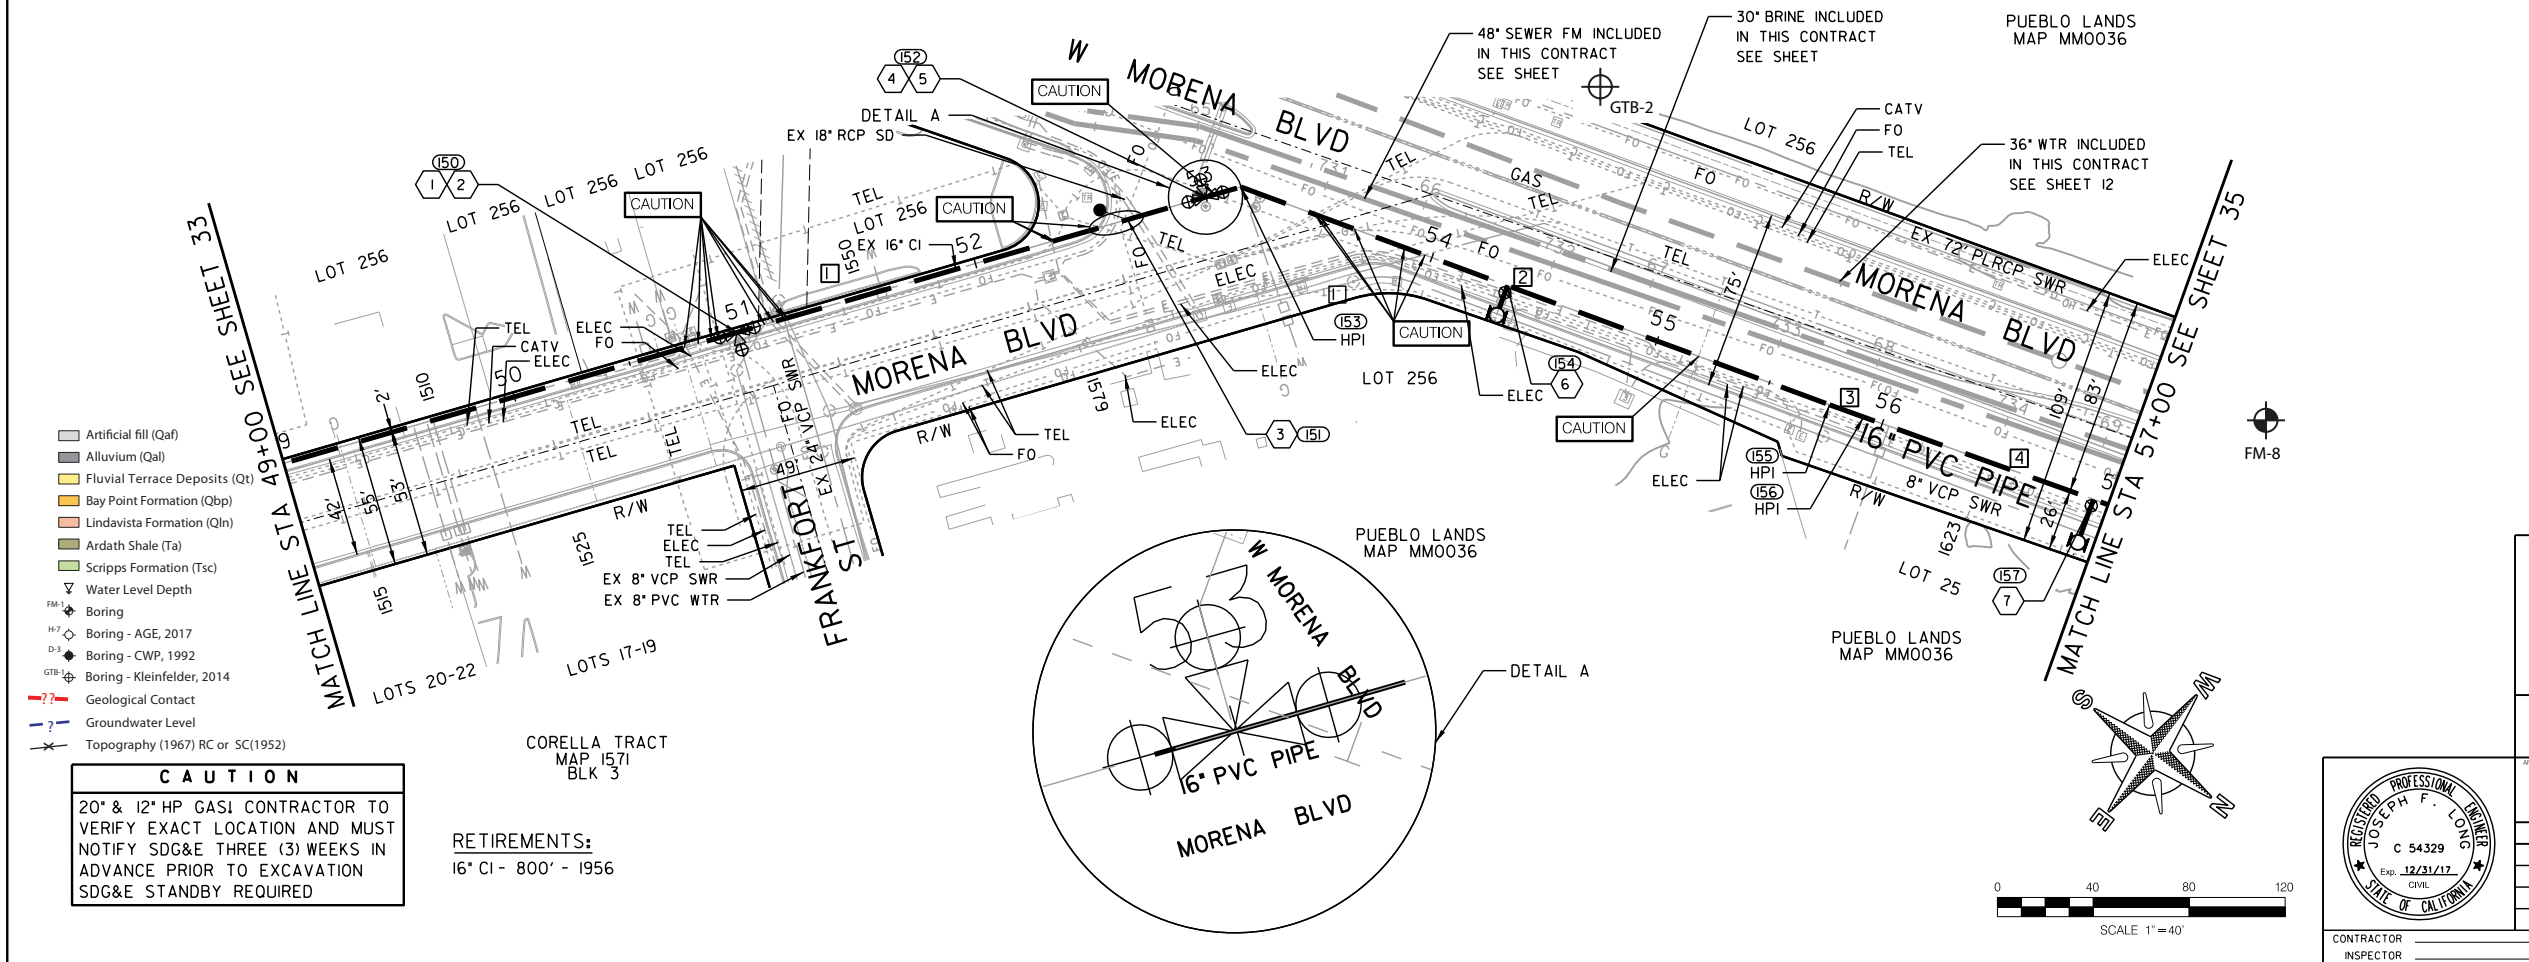 PUEBLO LANDS
MAP MM0036
30" BRINE INCLUDED
IN THIS CONTRACT
SEE SHEET
48" SEWER FM INCLUDED
IN THIS CONTRACT
SEE SHEET
W MORENA BLVD
152
4 5
CAUTION
DETAIL A
EX 18" RCP SD
GTB-2
CATV
FO
TEL
LOT 256
36" WTR INCLUDED
IN THIS CONTRACT
SEE SHEET 12
150
1 2
LOT 256
LOT 256
LOT 256
LOT 256
CAUTION
TEL
LOT 256
CAUTION
EX 16" CI
1550
1
52
53
FO
FO
TEL
TEL
GAS
TEL
FO
R/W
EX 72" PLRCP SWR
ELEC
MATCH LINE STA 49+00 SEE SHEET 33
MATCH LINE STA 57+00 SEE SHEET 35
51
ELEC
FO
TEL
CATV
ELEC
50
1510
2'
42'
55'
53'
TEL
TEL
TEL
MORENA BLVD
ELEC
ELEC
1
153
HPI
CAUTION
54
FO
2
TEL
175'
MORENA BLVD
55
154
6
ELEC
LOT 256
CAUTION
3
56
16" PVC PIPE
109'
83'
26'
4
155
HPI
156
HPI
ELEC
R/W
8" VCP SWR
1623
LOT 25
157
7
FM-8
1579
ELEC
TEL
FO
R/W
3 151
49'
FO
EX 24" VCP SWR
FRANKFORT ST
R/W
1525
1515
TEL
ELEC
TEL
EX 8" VCP SWR
EX 8" PVC WTR
LOTS 17-19
LOTS 20-22
PUEBLO LANDS
MAP MM0036
PUEBLO LANDS
MAP MM0036
Artificial fill (Qaf)
Alluvium (Qal)
Fluvial Terrace Deposits (Qt)
Bay Point Formation (Qbp)
Lindavista Formation (Qln)
Ardath Shale (Ta)
Scripps Formation (Tsc)
Water Level Depth
FM-1 Boring
H-7 Boring - AGE, 2017
D-3 Boring - CWP, 1992
GTB-1 Boring - Kleinfelder, 2014
?? Geological Contact
? Groundwater Level
Topography (1967) RC or SC(1952)
CORELLA TRACT
MAP 1571
BLK 3
CAUTION
20" & 12" HP GAS! CONTRACTOR TO
VERIFY EXACT LOCATION AND MUST
NOTIFY SDG&E THREE (3) WEEKS IN
ADVANCE PRIOR TO EXCAVATION
SDG&E STANDBY REQUIRED
RETIREMENTS:
16" CI - 800' - 1956
53
W MORENA BLVD
6" PVC PIPE
MORENA BLVD
DETAIL A
S W
E N
0 40 80 120
SCALE 1"=40'
REGISTERED PROFESSIONAL ENGINEER
JOSEPH F. LONG
C 54329
Exp. 12/31/17
CIVIL
STATE OF CALIFORNIA
CONTRACTOR
INSPECTOR